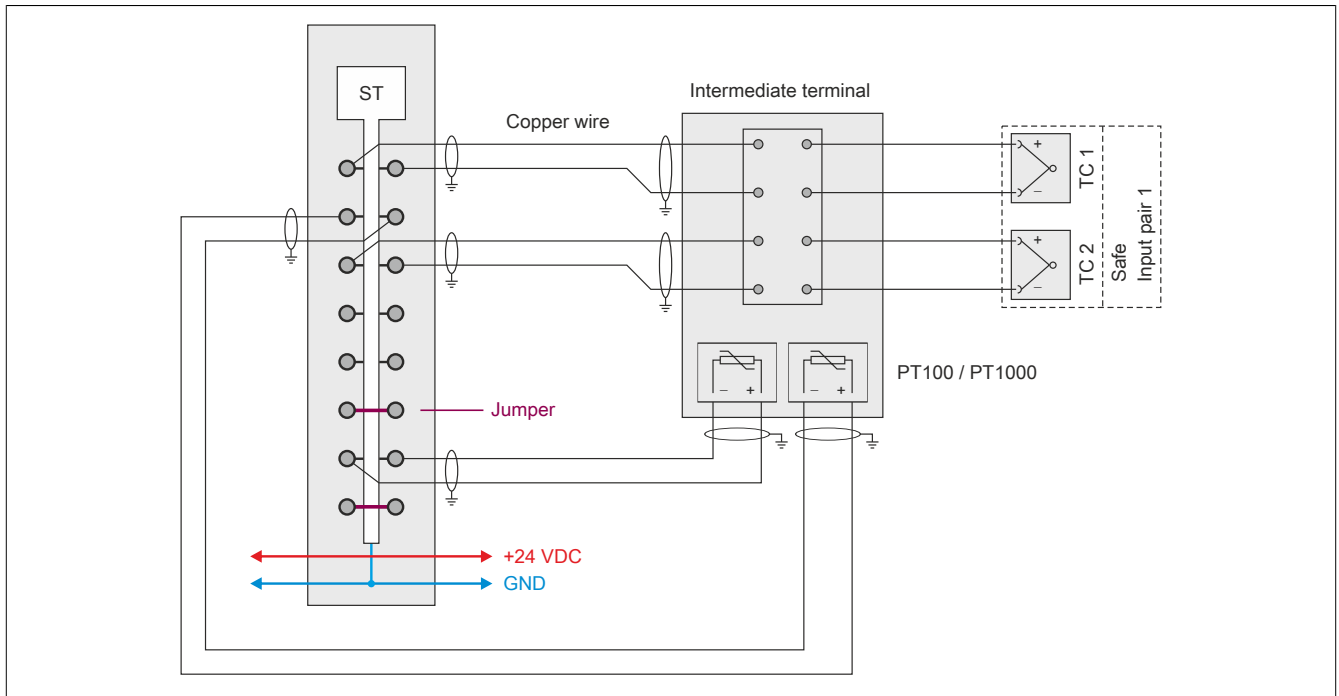 ST
Intermediate terminal
Copper wire
+
–
TC 1
+
–
TC 2
Safe
Input pair 1
– +
– +
PT100 / PT1000
Jumper
+24 VDC
GND